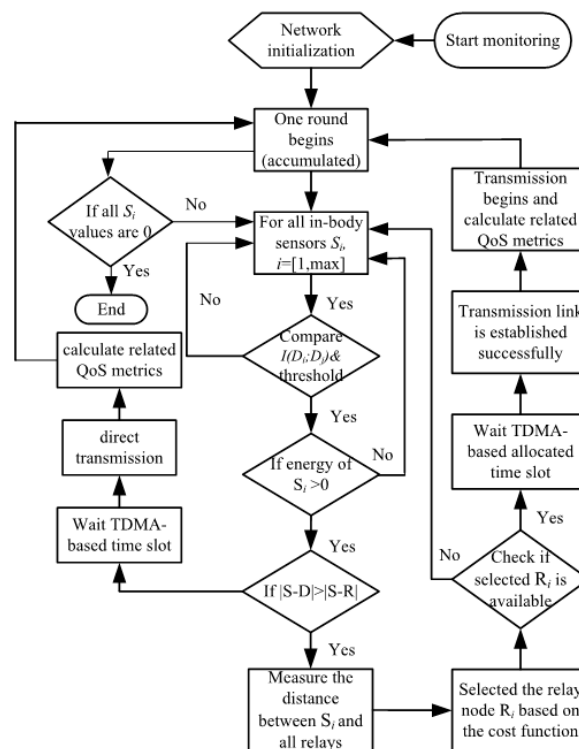 Start monitoring
Network
initialization
One round
begins
(accumulated)
If all Si
values are 0
No
Yes
End
For all in-body
sensors Si,
i=[1,max]
No
Yes
Compare
I(Di;Dj)&
threshold
Yes
If energy of
Si >0
No
Yes
If |S-D|>|S-R|
Yes
Wait TDMA-
based time slot
direct
transmission
calculate related
QoS metrics
Measure the
distance
between Si and
all relays
Selected the relay
node Ri based on
the cost function
Check if
selected Ri is
available
No
Yes
Wait TDMA-
based allocated
time slot
Transmission link
is established
successfully
Transmission
begins and
calculate related
QoS metrics